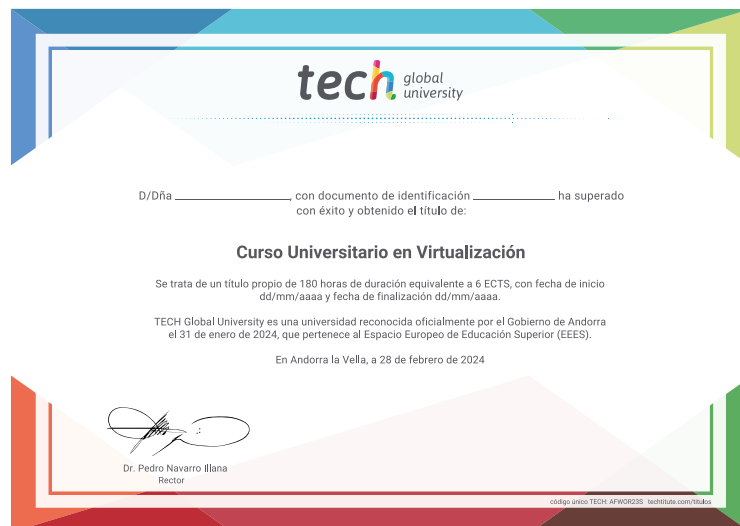 tech global
university
D/Dña ____________________, con documento de identificación ______________ ha superado
con éxito y obtenido el título de:
Curso Universitario en Virtualización
Se trata de un título propio de 180 horas de duración equivalente a 6 ECTS, con fecha de inicio
dd/mm/aaaa y fecha de finalización dd/mm/aaaa.
TECH Global University es una universidad reconocida oficialmente por el Gobierno de Andorra
el 31 de enero de 2024, que pertenece al Espacio Europeo de Educación Superior (EEES).
En Andorra la Vella, a 28 de febrero de 2024
Dr. Pedro Navarro Illana
Rector
código único TECH: AFWOR23S techtitute.com/titulos